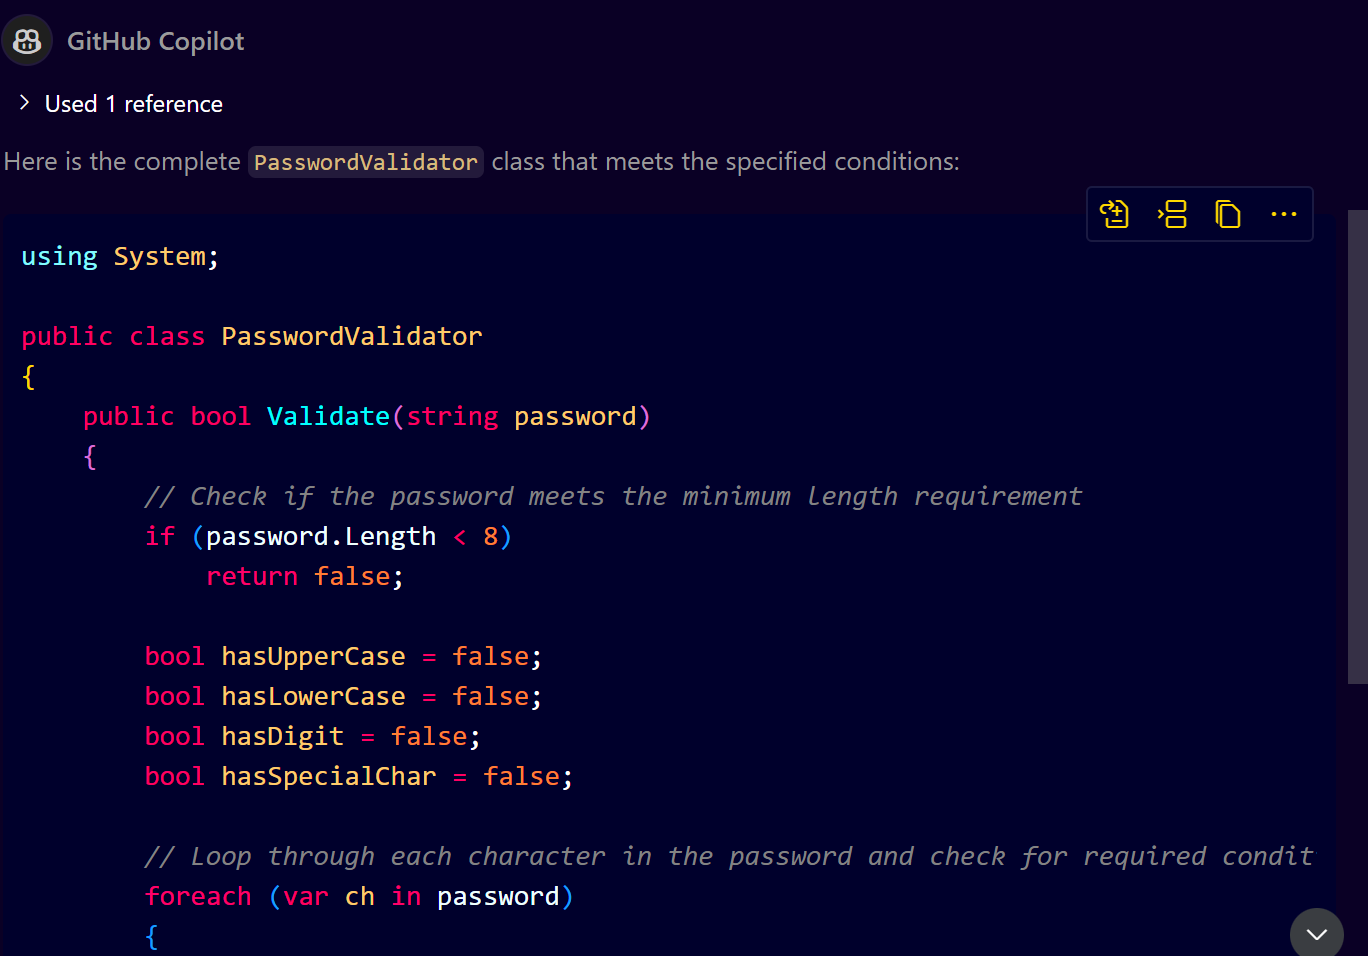 GitHub Copilot
Used 1 reference
Here is the complete PasswordValidator class that meets the specified conditions:
using System;
public class PasswordValidator
{
    public bool Validate(string password)
    {
        // Check if the password meets the minimum length requirement
        if (password.Length < 8)
            return false;
        bool hasUpperCase = false;
        bool hasLowerCase = false;
        bool hasDigit = false;
        bool hasSpecialChar = false;
        // Loop through each character in the password and check for required condit
        foreach (var ch in password)
        {